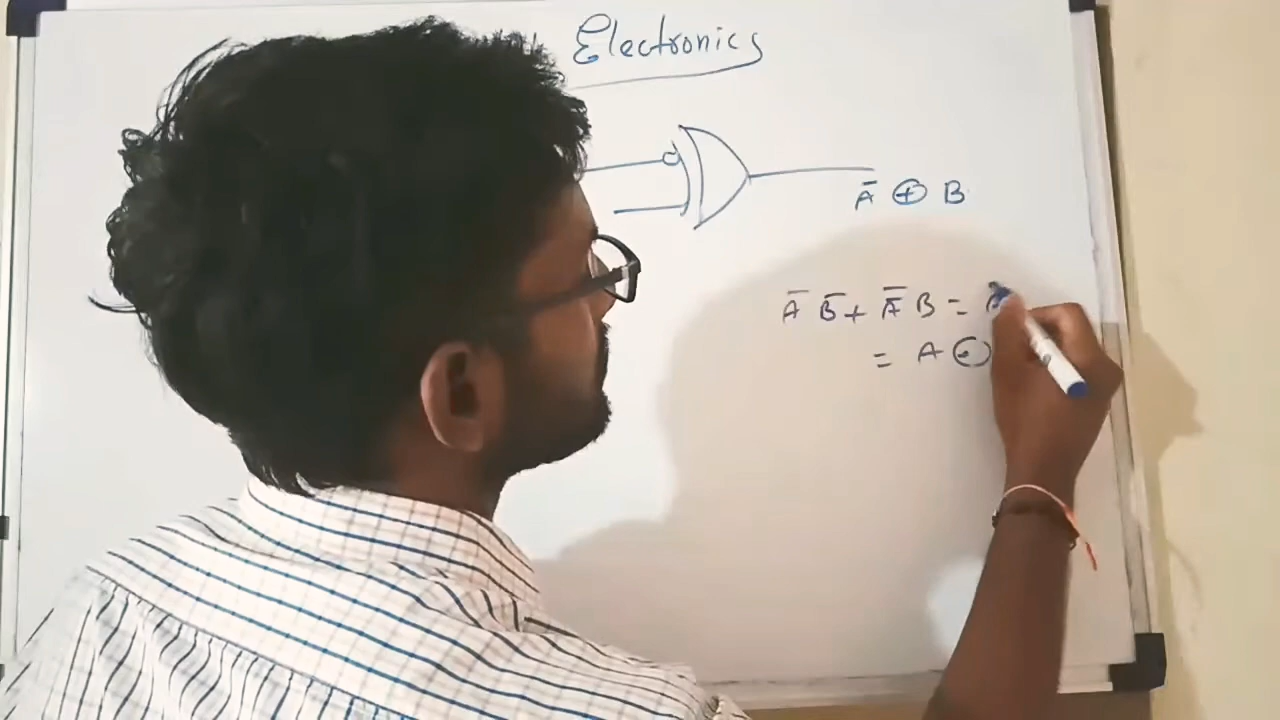 Electronics
A̅ ⊕ B
A̅ B̅ + A̅ B =
= A ⊙